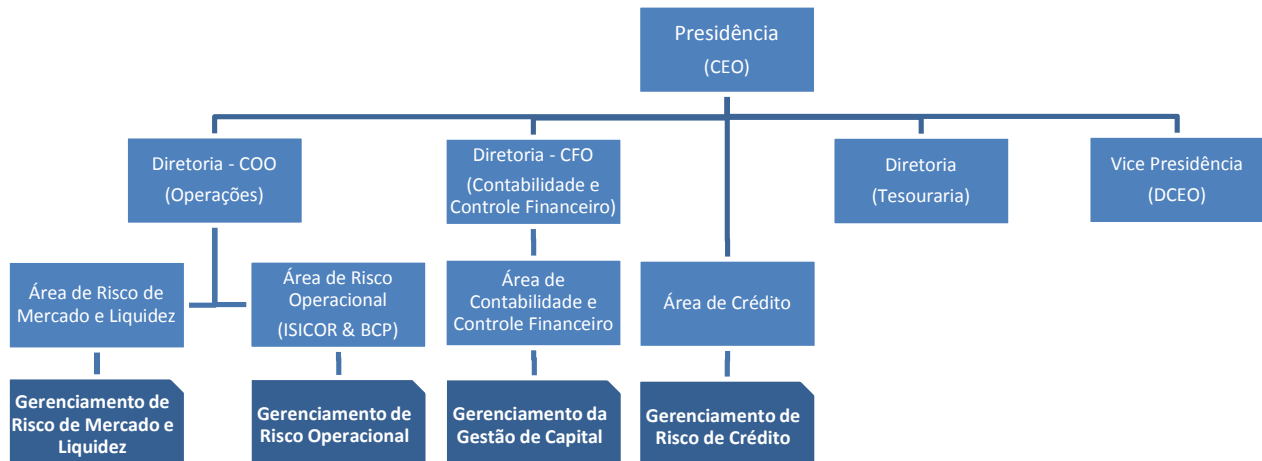 Presidência
(CEO)
Diretoria - COO
(Operações)
Diretoria - CFO
(Contabilidade e
Controle Financeiro)
Diretoria
(Tesouraria)
Vice Presidência
(DCEO)
Área de Risco de
Mercado e Liquidez
Área de Risco
Operacional
(ISICOR & BCP)
Área de
Contabilidade e
Controle Financeiro
Área de Crédito
Gerenciamento de
Risco de Mercado e
Liquidez
Gerenciamento de
Risco Operacional
Gerenciamento da
Gestão de Capital
Gerenciamento de
Risco de Crédito